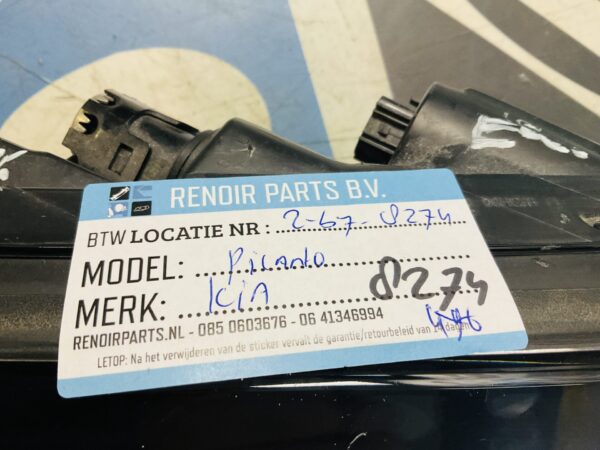 RENOIR PARTS B.V.
BTW LOCATIE NR : 2-67-8274
MODEL: Picanto
MERK: KIA 8274
RENOIRPARTS.NL - 085 0603676 - 06 41346994
LETOP: Na het verwijderen van de sticker vervalt de garantie/retourbeleid van 14 dagen